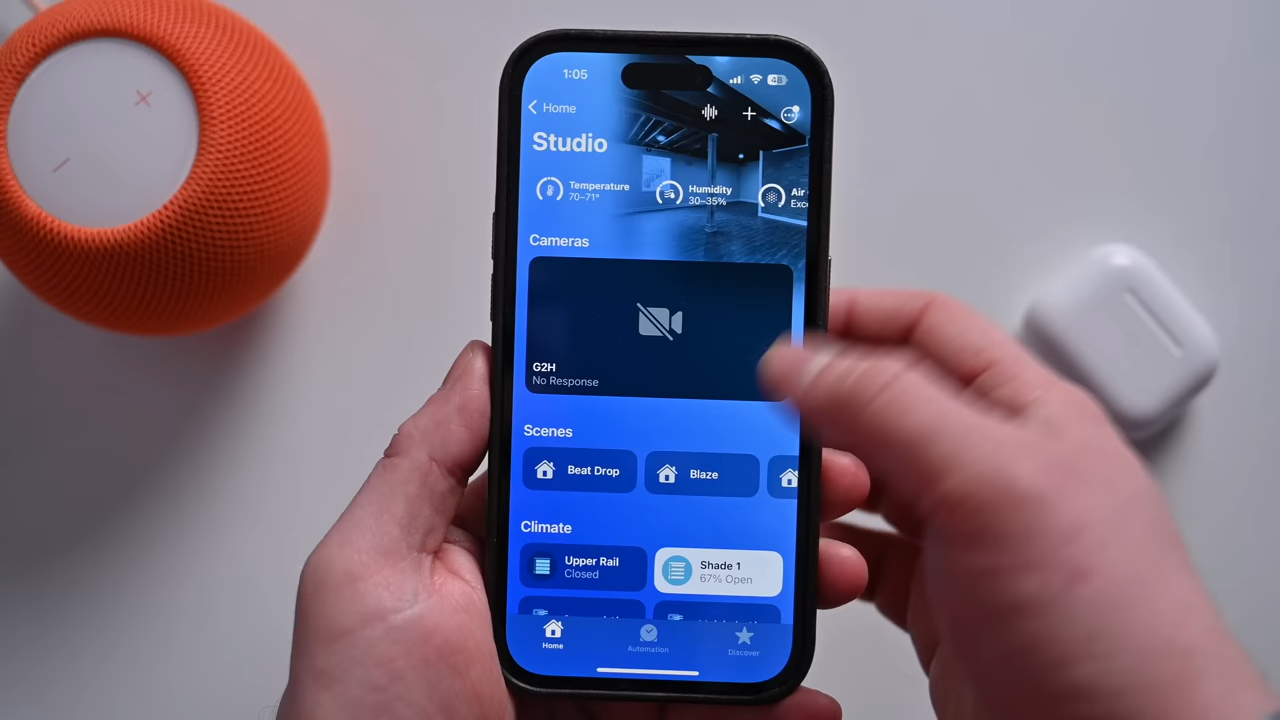 1:05
48
Home
Studio
Temperature
70–71°
Humidity
30–35%
Air
Cameras
G2H
No Response
Scenes
Beat Drop
Blaze
Climate
Upper Rail
Closed
Shade 1
67% Open
Home
Automation
Discover